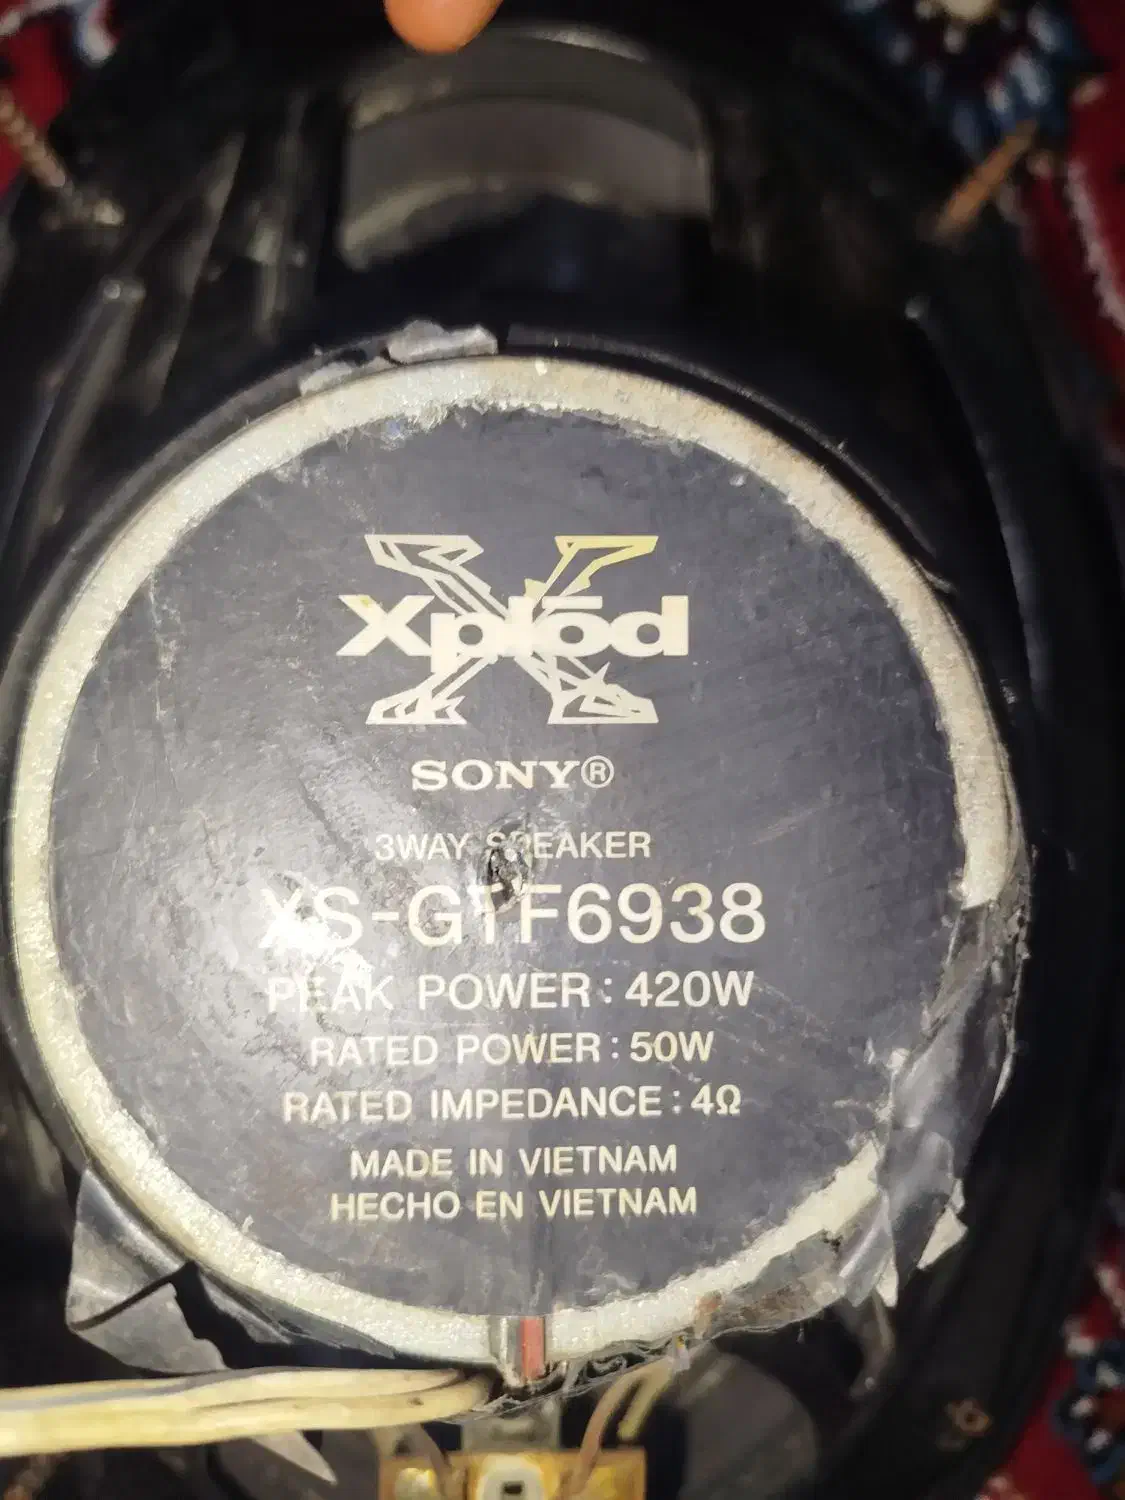 Xplōd
SONY®
3WAY SPEAKER
XS-GTF6938
PEAK POWER : 420W
RATED POWER : 50W
RATED IMPEDANCE : 4Ω
MADE IN VIETNAM
HECHO EN VIETNAM